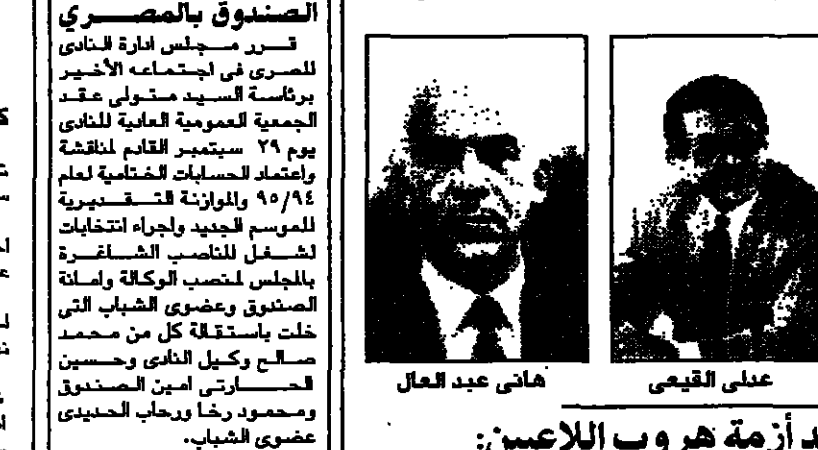 الصندوق بالمصرى
قرر مجلس ادارة النادى
المصرى فى اجتماعه الأخير
برئاسة السيد متولى عقد
الجمعية العمومية العادية للنادى
يوم ٢٩ سبتمبر القادم لمناقشة
واعتماد الحسابات الختامية لعام
٩٥/٩٤ والموازنة التقديرية
للموسم الجديد واجراء انتخابات
لشغل المناصب الشاغرة
بالمجلس لمنصب الوكالة وامانة
الصندوق وعضوى الشباب التى
خلت باستقالة كل من محمد
صالح وكيل النادى وحسين
الحارتى امين الصندوق
ومحمود رخا ورحاب الحديدى
عضوى الشباب.
عدلى القيعى
هانى عبد العال
أزمة هروب اللاعبين: